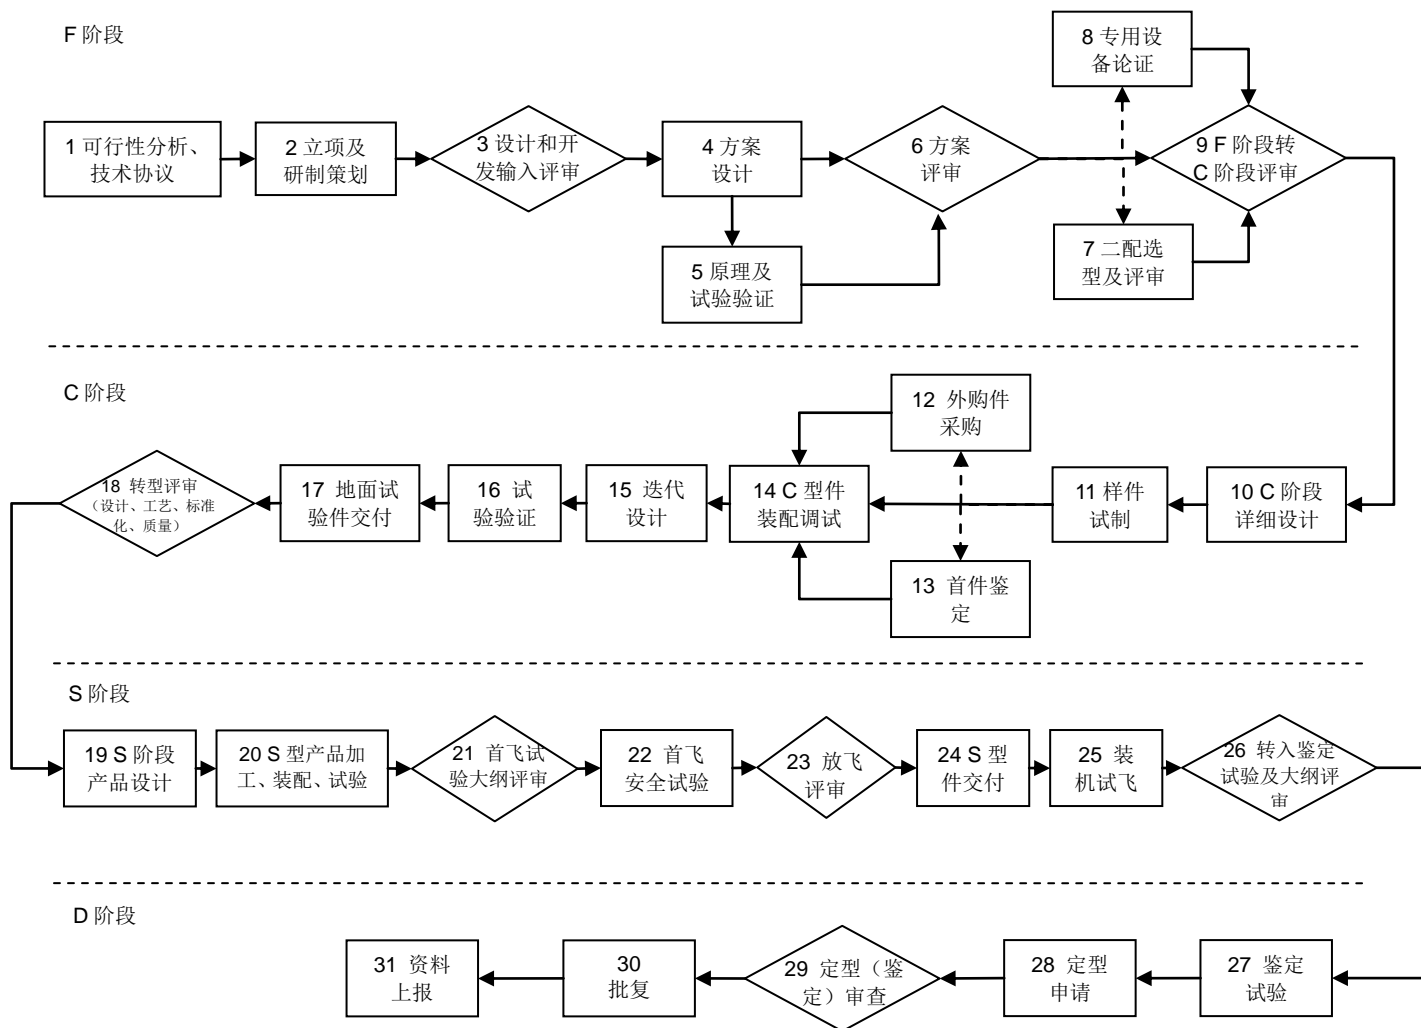 F 阶段
1 可行性分析、
技术协议
2 立项及
研制策划
3 设计和开
发输入评审
4 方案
设计
5 原理及
试验验证
6 方案
评审
8 专用设
备论证
7 二配选
型及评审
9 F 阶段转
C 阶段评审
C 阶段
10 C 阶段
详细设计
11 样件
试制
12 外购件
采购
13 首件鉴
定
14 C 型件
装配调试
15 迭代
设计
16 试
验验证
17 地面试
验件交付
18 转型评审
（设计、工艺、标准
化、质量）
S 阶段
19 S 阶段
产品设计
20 S 型产品加
工、装配、试验
21 首飞试
验大纲评审
22 首飞
安全试验
23 放飞
评审
24 S 型
件交付
25 装
机试飞
26 转入鉴定
试验及大纲评
审
D 阶段
27 鉴定
试验
28 定型
申请
29 定型（鉴
定）审查
30
批复
31 资料
上报